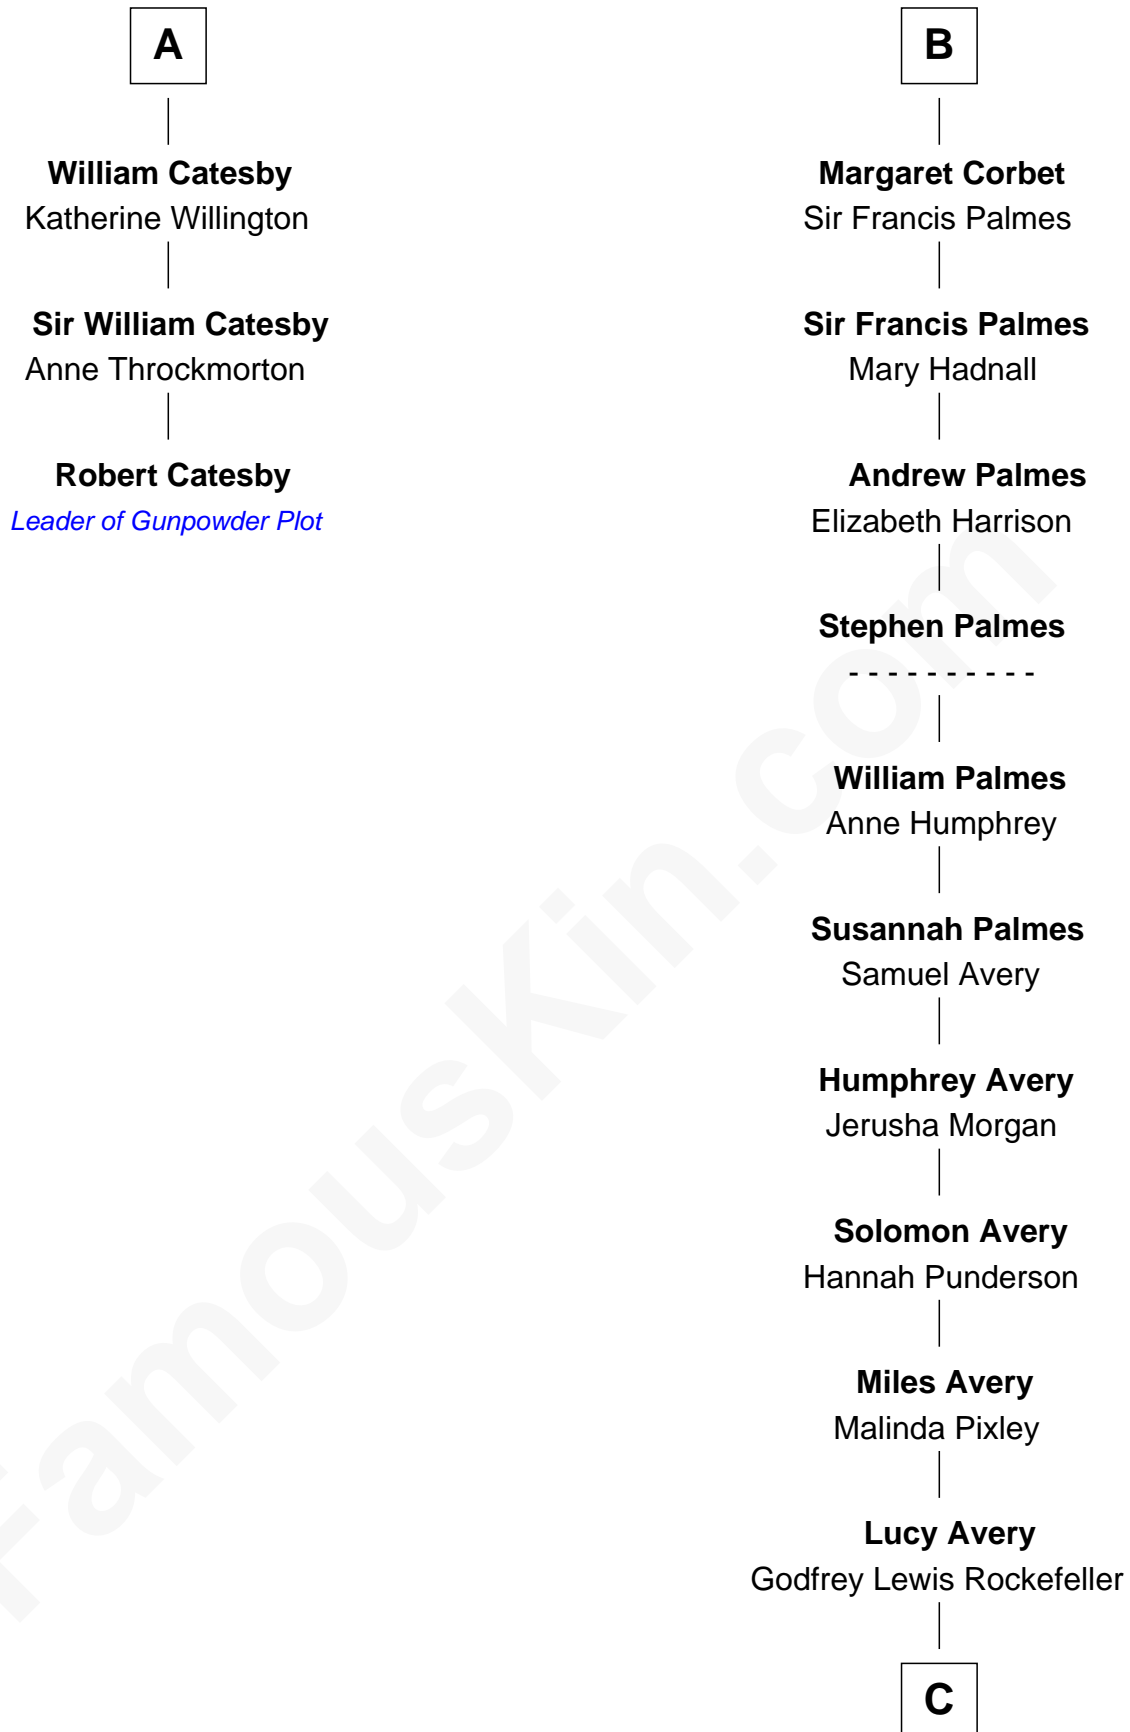 A
William Catesby
Katherine Willington
Sir William Catesby
Anne Throckmorton
Robert Catesby
Leader of Gunpowder Plot
B
Margaret Corbet
Sir Francis Palmes
Sir Francis Palmes
Mary Hadnall
Andrew Palmes
Elizabeth Harrison
Stephen Palmes
- - - - - - - - - -
William Palmes
Anne Humphrey
Susannah Palmes
Samuel Avery
Humphrey Avery
Jerusha Morgan
Solomon Avery
Hannah Punderson
Miles Avery
Malinda Pixley
Lucy Avery
Godfrey Lewis Rockefeller
C
FamousKin.com